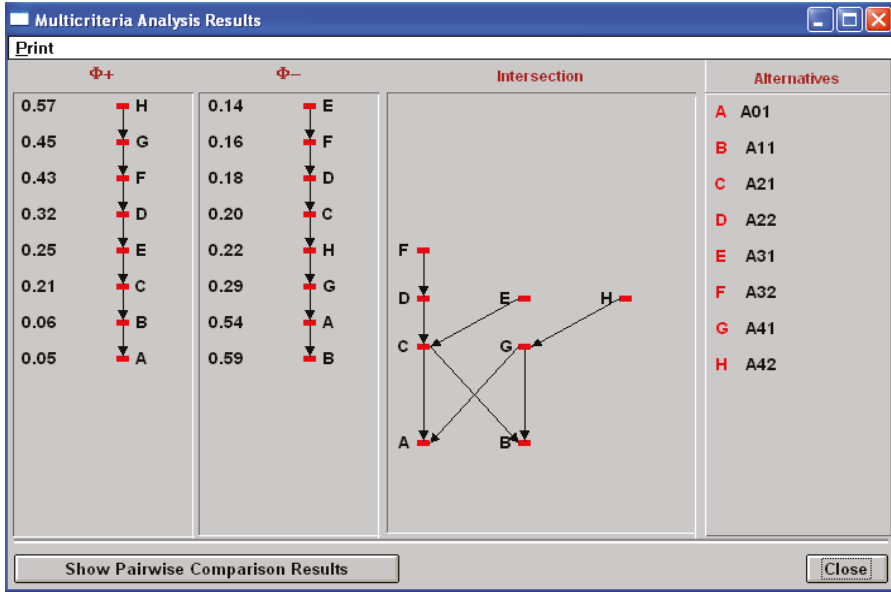 Multicriteria Analysis Results
Print
Φ+
Φ–
Intersection
Alternatives
0.57 H
0.45 G
0.43 F
0.32 D
0.25 E
0.21 C
0.06 B
0.05 A
0.14 E
0.16 F
0.18 D
0.20 C
0.22 H
0.29 G
0.54 A
0.59 B
F
D E H
C G
A B
A A01
B A11
C A21
D A22
E A31
F A32
G A41
H A42
Show Pairwise Comparison Results
Close